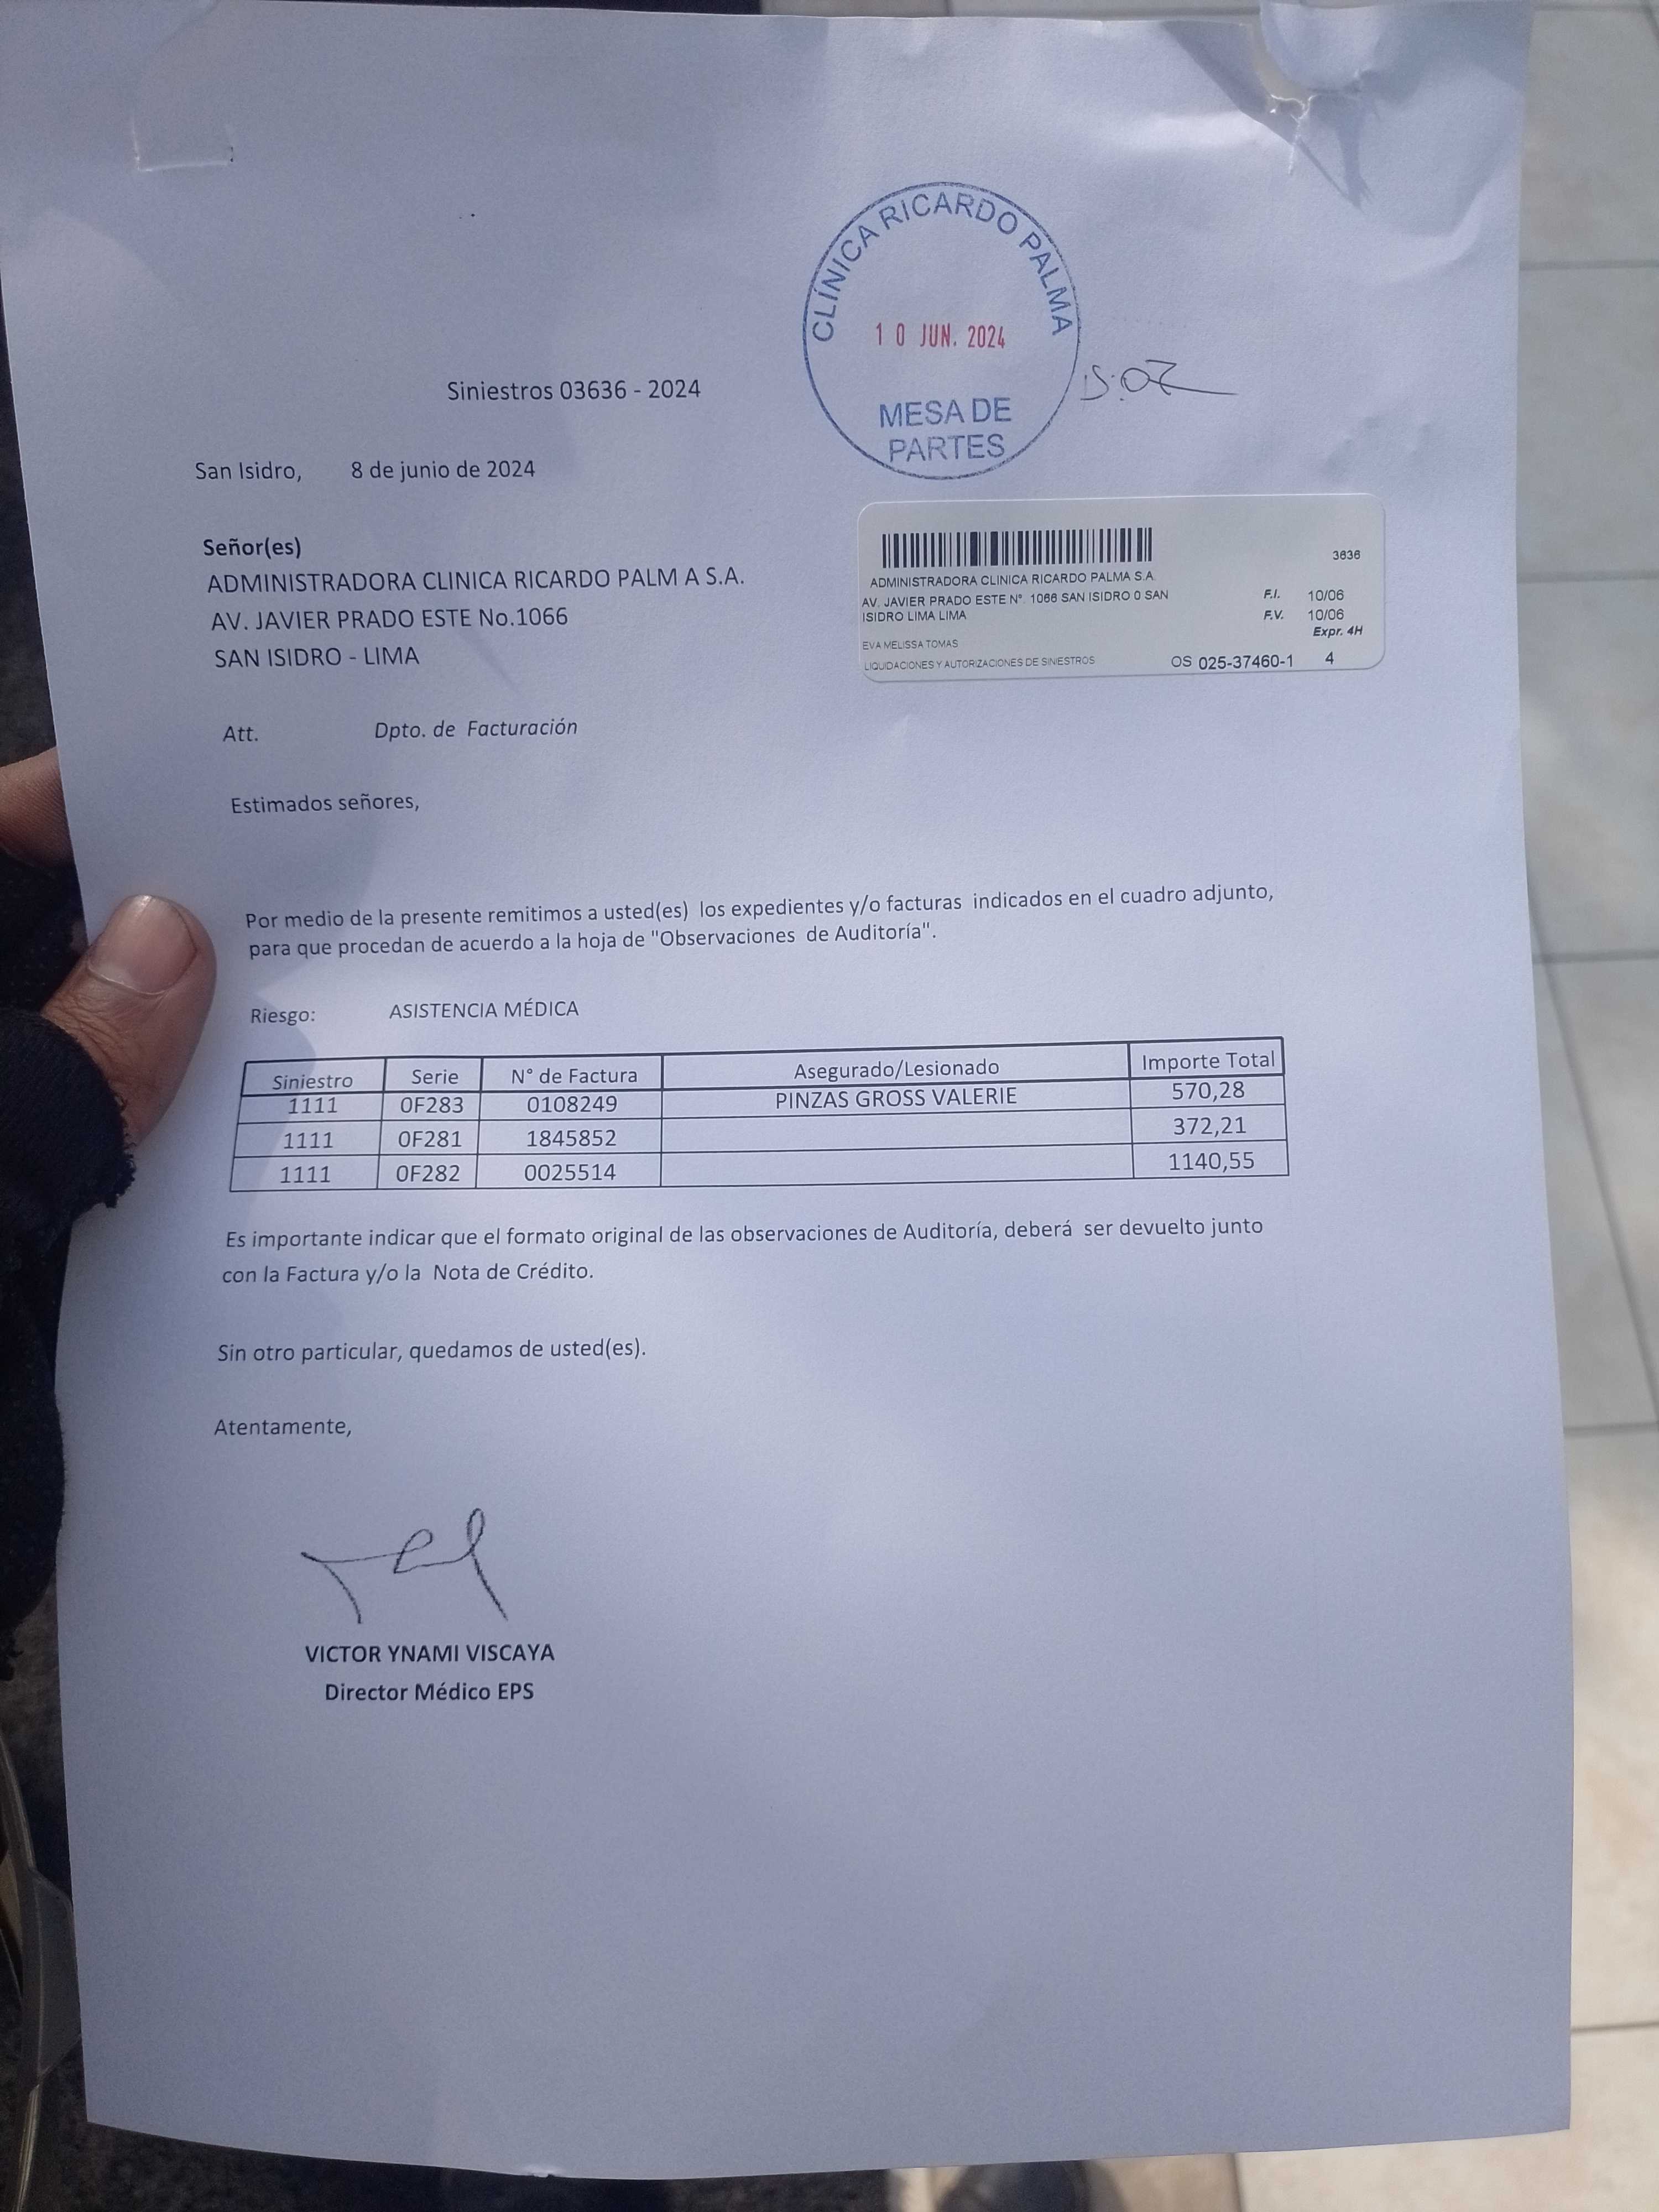 CLÍNICA RICARDO PALMA
10 JUN. 2024
MESA DE
PARTES
Siniestros 03636 - 2024
San Isidro, 8 de junio de 2024
Señor(es)
ADMINISTRADORA CLINICA RICARDO PALM A S.A.
AV. JAVIER PRADO ESTE No.1066
SAN ISIDRO - LIMA
3636
ADMINISTRADORA CLINICA RICARDO PALMA S.A.
AV. JAVIER PRADO ESTE N°. 1066 SAN ISIDRO 0 SAN
ISIDRO LIMA LIMA
F.I. 10/06
F.V. 10/06
Expr. 4H
EVA MELISSA TOMAS
LIQUIDACIONES Y AUTORIZACIONES DE SINIESTROS
OS 025-37460-1 4
Att. Dpto. de Facturación
Estimados señores,
Por medio de la presente remitimos a usted(es) los expedientes y/o facturas indicados en el cuadro adjunto,
para que procedan de acuerdo a la hoja de "Observaciones de Auditoría".
Riesgo: ASISTENCIA MÉDICA
Siniestro Serie N° de Factura Asegurado/Lesionado Importe Total
1111 0F283 0108249 PINZAS GROSS VALERIE 570,28
1111 0F281 1845852 372,21
1111 0F282 0025514 1140,55
Es importante indicar que el formato original de las observaciones de Auditoría, deberá ser devuelto junto
con la Factura y/o la Nota de Crédito.
Sin otro particular, quedamos de usted(es).
Atentamente,
VICTOR YNAMI VISCAYA
Director Médico EPS